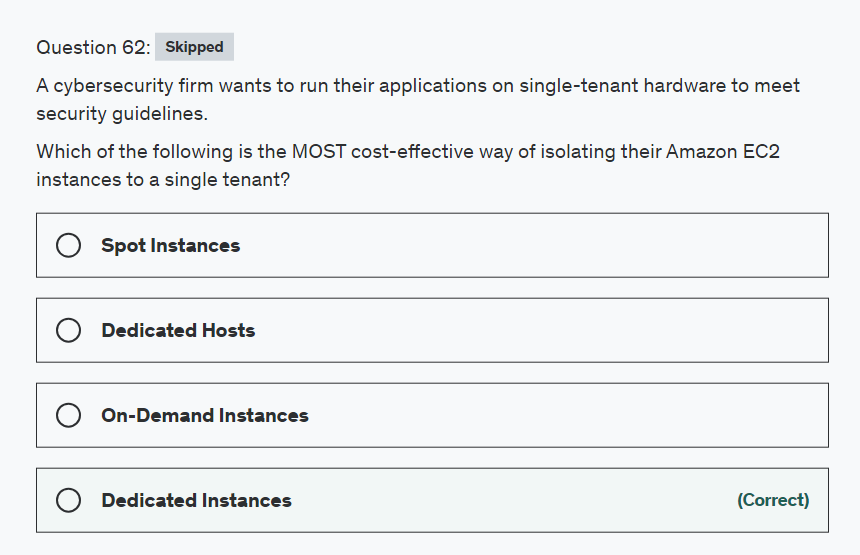 Question 62: Skipped
A cybersecurity firm wants to run their applications on single-tenant hardware to meet
security guidelines.
Which of the following is the MOST cost-effective way of isolating their Amazon EC2
instances to a single tenant?
Spot Instances
Dedicated Hosts
On-Demand Instances
Dedicated Instances (Correct)